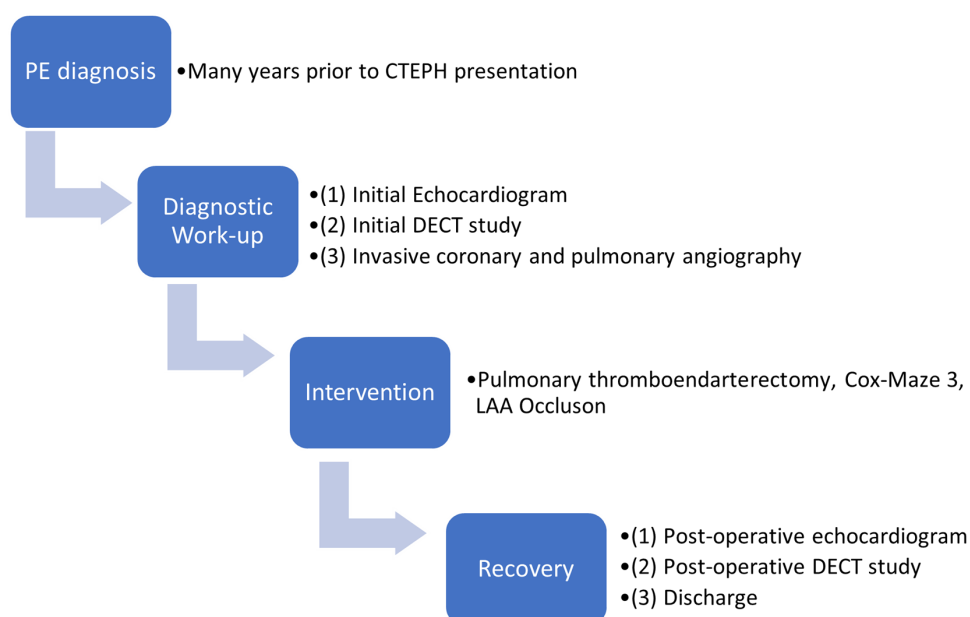 PE diagnosis
•Many years prior to CTEPH presentation
Diagnostic
Work-up
•(1) Initial Echocardiogram
•(2) Initial DECT study
•(3) Invasive coronary and pulmonary angiography
Intervention
•Pulmonary thromboendarterectomy, Cox-Maze 3,
LAA Occluson
Recovery
•(1) Post-operative echocardiogram
•(2) Post-operative DECT study
•(3) Discharge